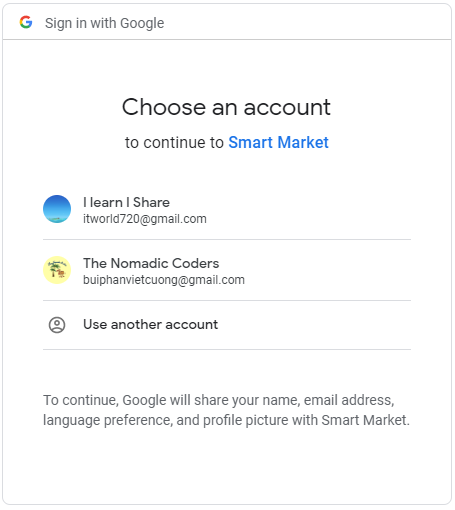 Sign in with Google
Choose an account
to continue to Smart Market
I learn I Share
itworld720@gmail.com
The Nomadic Coders
buiphanvietcuong@gmail.com
Use another account
To continue, Google will share your name, email address,
language preference, and profile picture with Smart Market.